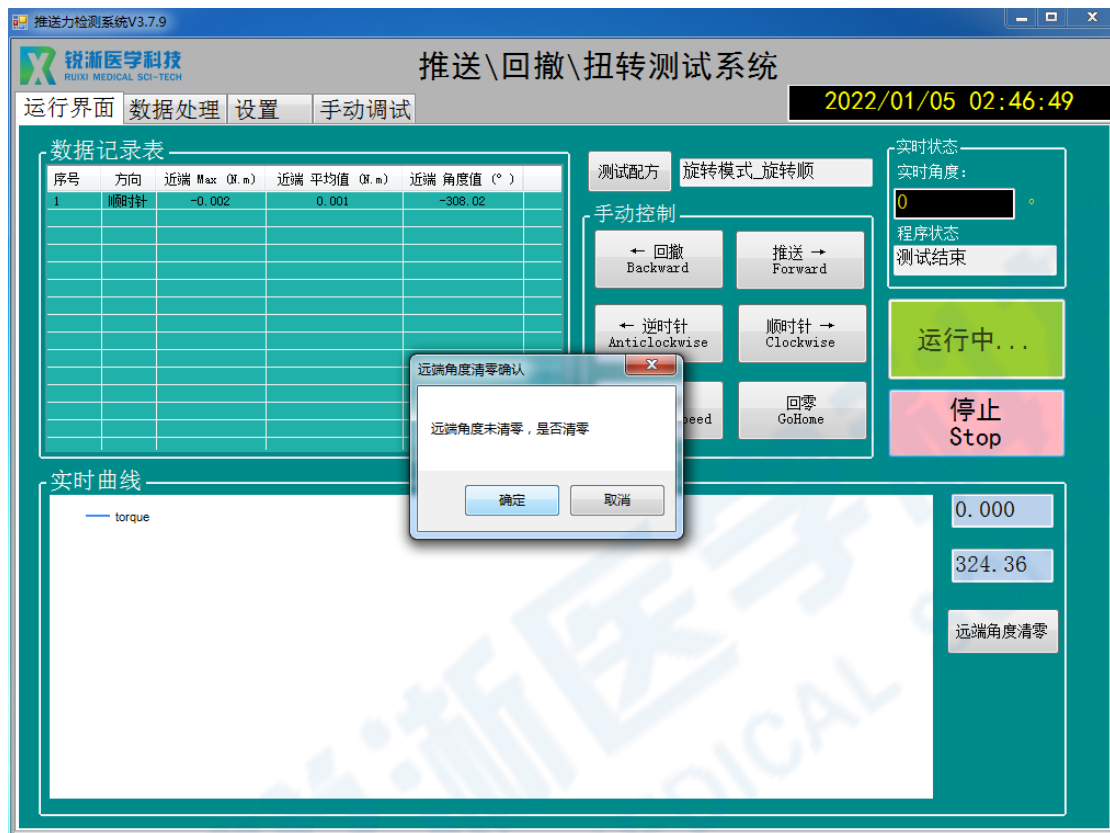 推送力检测系统V3.7.9
锐浙医学科技
RUIXI MEDICAL SCI-TECH
推送\回撤\扭转测试系统
运行界面 数据处理 设置 手动调试
2022/01/05 02:46:49
数据记录表
序号 方向 近端 Max (N.m) 近端 平均值 (N.m) 近端 角度值 (°)
1 顺时针 -0.002 0.001 -308.02
测试配方 旋转模式_旋转顺
手动控制
← 回撤
Backward
推送 →
Forward
← 逆时针
Anticlockwise
顺时针 →
Clockwise
peed
回零
GoHome
实时状态
实时角度:
0 °
程序状态
测试结束
运行中...
停止
Stop
远端角度清零确认
远端角度未清零，是否清零
确定 取消
实时曲线
torque
0.000
324.36
远端角度清零